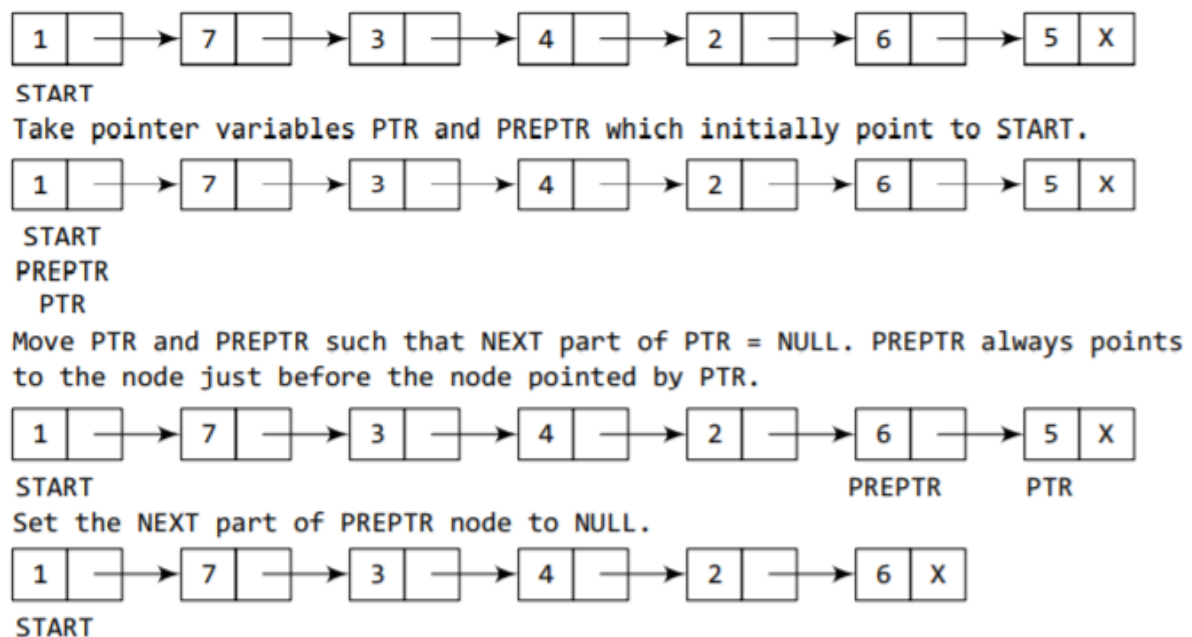 1 7 3 4 2 6 5 X
START
Take pointer variables PTR and PREPTR which initially point to START.
1 7 3 4 2 6 5 X
START
PREPTR
PTR
Move PTR and PREPTR such that NEXT part of PTR = NULL. PREPTR always points
to the node just before the node pointed by PTR.
1 7 3 4 2 6 5 X
START PREPTR PTR
Set the NEXT part of PREPTR node to NULL.
1 7 3 4 2 6 X
START